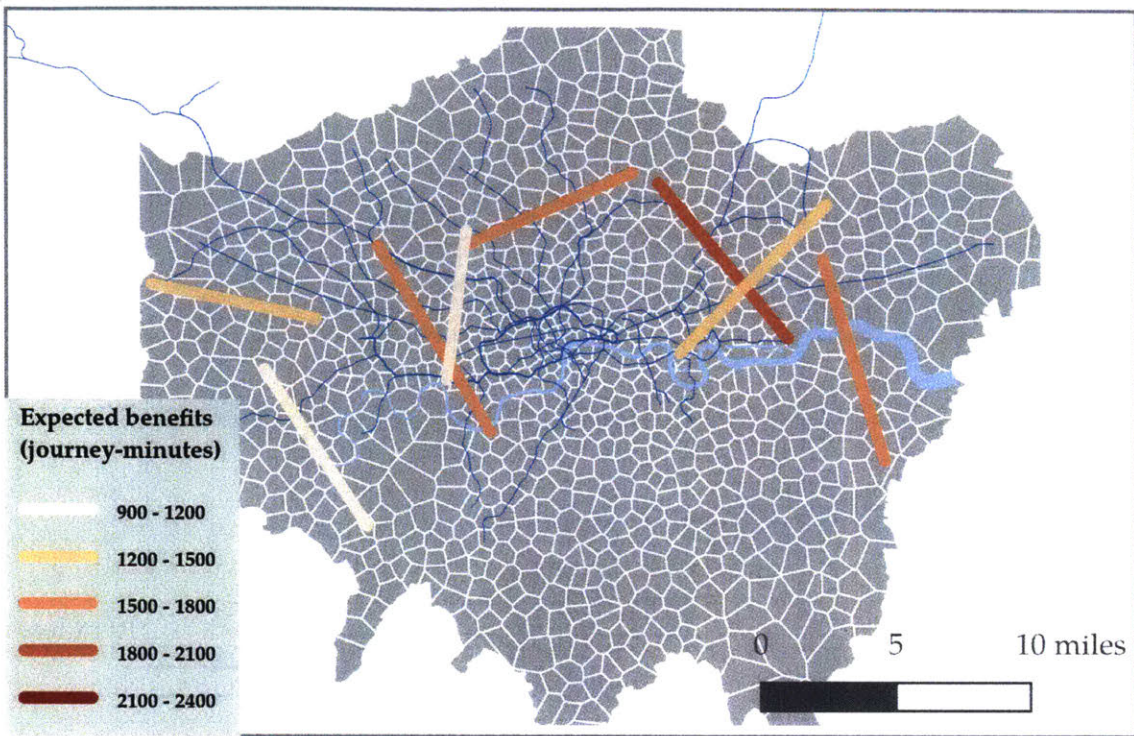 Expected benefits
(journey-minutes)
900 - 1200
1200 - 1500
1500 - 1800
1800 - 2100
2100 - 2400
0 5 10 miles